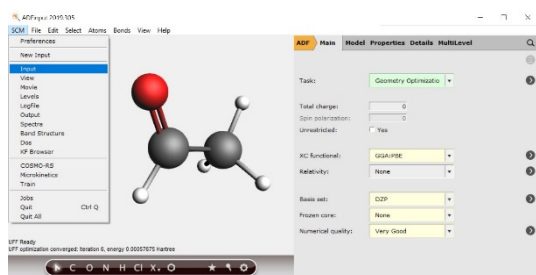 ADFinput 2019.305
SCM File Edit Select Atoms Bonds View Help
Preferences
New Input
Input
View
Movie
Levels
Logfile
Output
Spectra
Band Structure
Dos
KF Browser
COSMO-RS
Microkinetics
Train
Jobs
Quit Ctrl Q
Quit All
UFF Ready
UFF optimization converged: iteration 6, energy 0.00057875 Hartree
C O N H Cl X.
ADF Main Model Properties Details MultiLevel
Task: Geometry Optimizatio
Total charge: 0
Spin polarization: 0
Unrestricted: Yes
XC functional: GGA:PBE
Relativity: None
Basis set: DZP
Frozen core: None
Numerical quality: Very Good